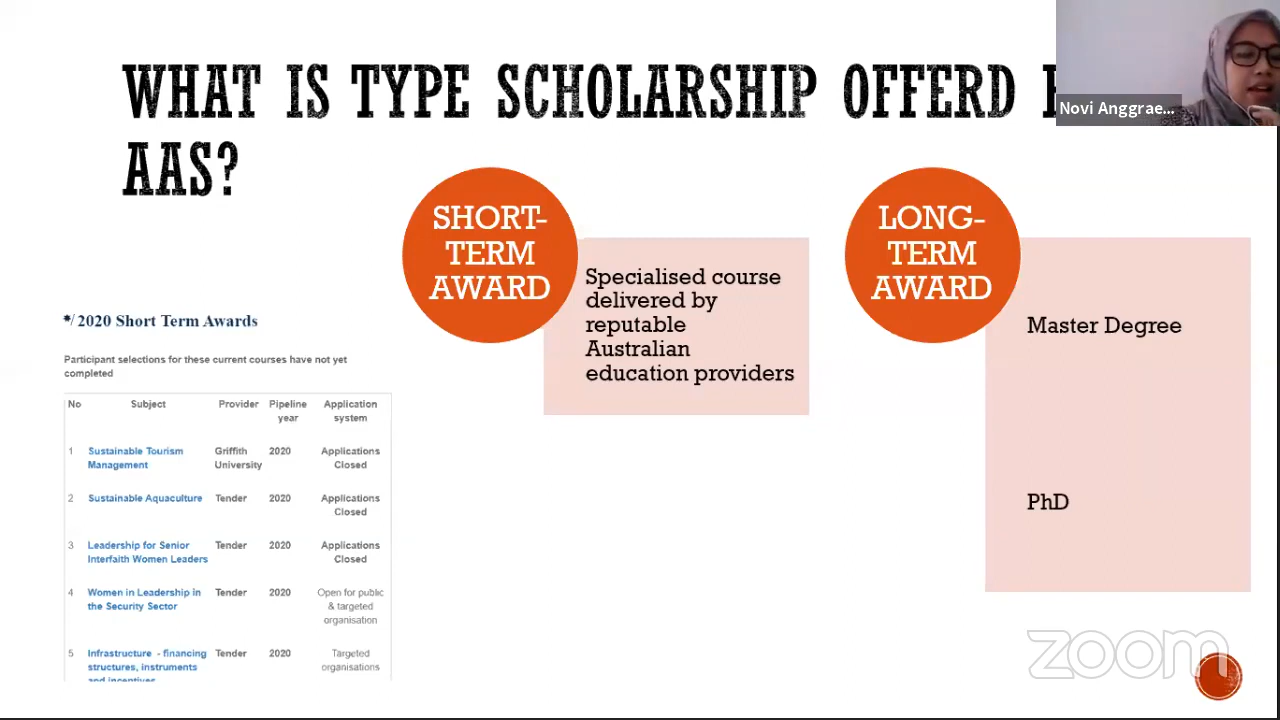 WHAT IS TYPE SCHOLARSHIP OFFERD
AAS?
Novi Anggrae...
SHORT-
TERM
AWARD
Specialised course
delivered by
reputable
Australian
education providers
LONG-
TERM
AWARD
Master Degree
PhD
*/ 2020 Short Term Awards
Participant selections for these current courses have not yet
completed
No Subject Provider Pipeline year Application system
1 Sustainable Tourism Management Griffith University 2020 Applications Closed
2 Sustainable Aquaculture Tender 2020 Applications Closed
3 Leadership for Senior Interfaith Women Leaders Tender 2020 Applications Closed
4 Women in Leadership in the Security Sector Tender 2020 Open for public & targeted organisation
5 Infrastructure - financing structures, instruments and incentives Tender 2020 Targeted organisations
zoom